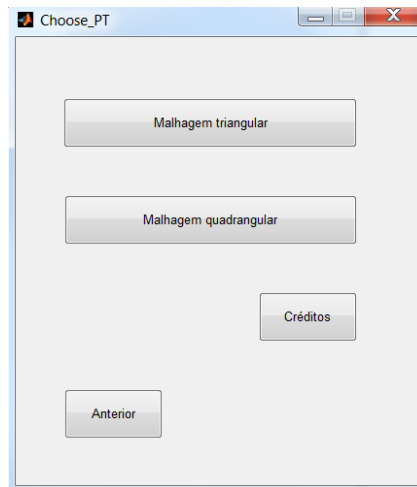 Choose_PT
Malhagem triangular
Malhagem quadrangular
Créditos
Anterior